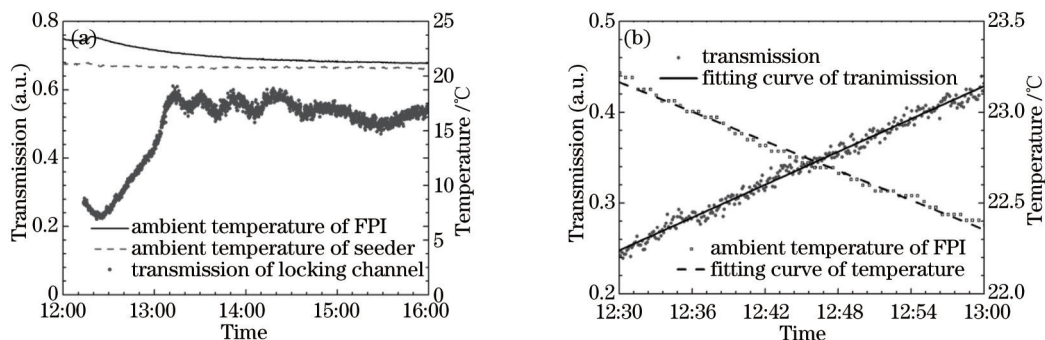 (a)
0.8
0.6
0.4
0.2
0
Transmission (a.u.)
25
20
15
10
5
0
Temperature /℃
ambient temperature of FPI
ambient temperature of seeder
transmission of locking channel
12:00 13:00 14:00 15:00 16:00
Time
(b)
0.5
0.4
0.3
0.2
Transmission (a.u.)
23.5
23.0
22.5
22.0
Temperature /℃
transmission
fitting curve of tranimission
ambient temperature of FPI
fitting curve of temperature
12:30 12:36 12:42 12:48 12:54 13:00
Time